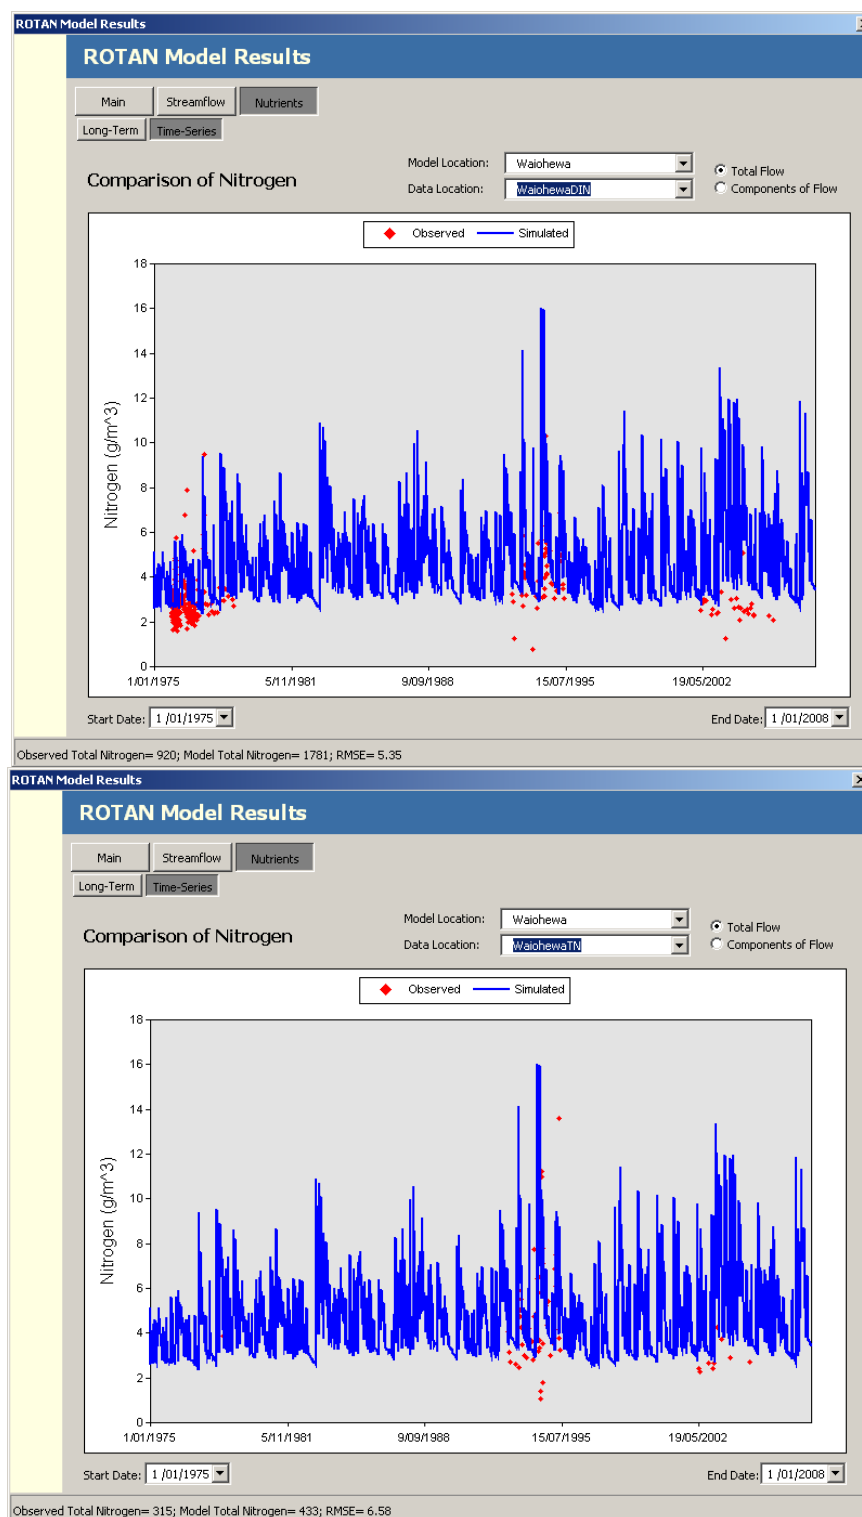 ROTAN Model Results
ROTAN Model Results
Main Streamflow Nutrients
Long-Term Time-Series
Comparison of Nitrogen
Model Location: Waiohewa
Data Location: WaiohewaDIN
Total Flow
Components of Flow
Observed Simulated
Nitrogen (g/m^3)
18
16
14
12
10
8
6
4
2
0
1/01/1975 5/11/1981 9/09/1988 15/07/1995 19/05/2002
Start Date: 1 /01/1975 End Date: 1 /01/2008
Observed Total Nitrogen= 920; Model Total Nitrogen= 1781; RMSE= 5.35
ROTAN Model Results
ROTAN Model Results
Main Streamflow Nutrients
Long-Term Time-Series
Comparison of Nitrogen
Model Location: Waiohewa
Data Location: WaiohewaTN
Total Flow
Components of Flow
Observed Simulated
Nitrogen (g/m^3)
18
16
14
12
10
8
6
4
2
0
1/01/1975 5/11/1981 9/09/1988 15/07/1995 19/05/2002
Start Date: 1 /01/1975 End Date: 1 /01/2008
Observed Total Nitrogen= 315; Model Total Nitrogen= 433; RMSE= 6.58